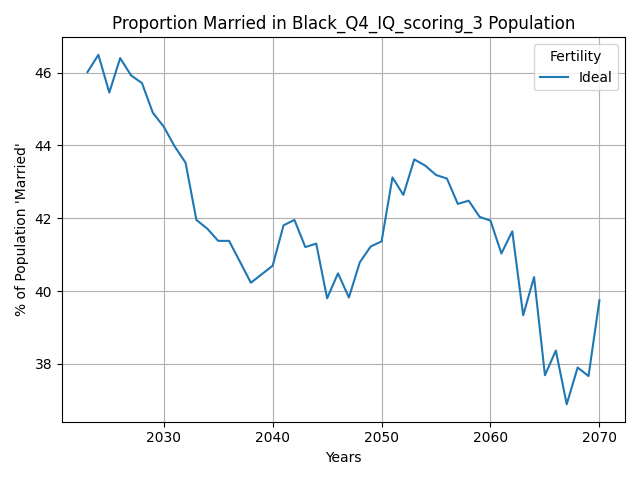 Proportion Married in Black_Q4_IQ_scoring_3 Population
Fertility
Ideal
% of Population 'Married'
46
44
42
40
38
2030 2040 2050 2060 2070
Years